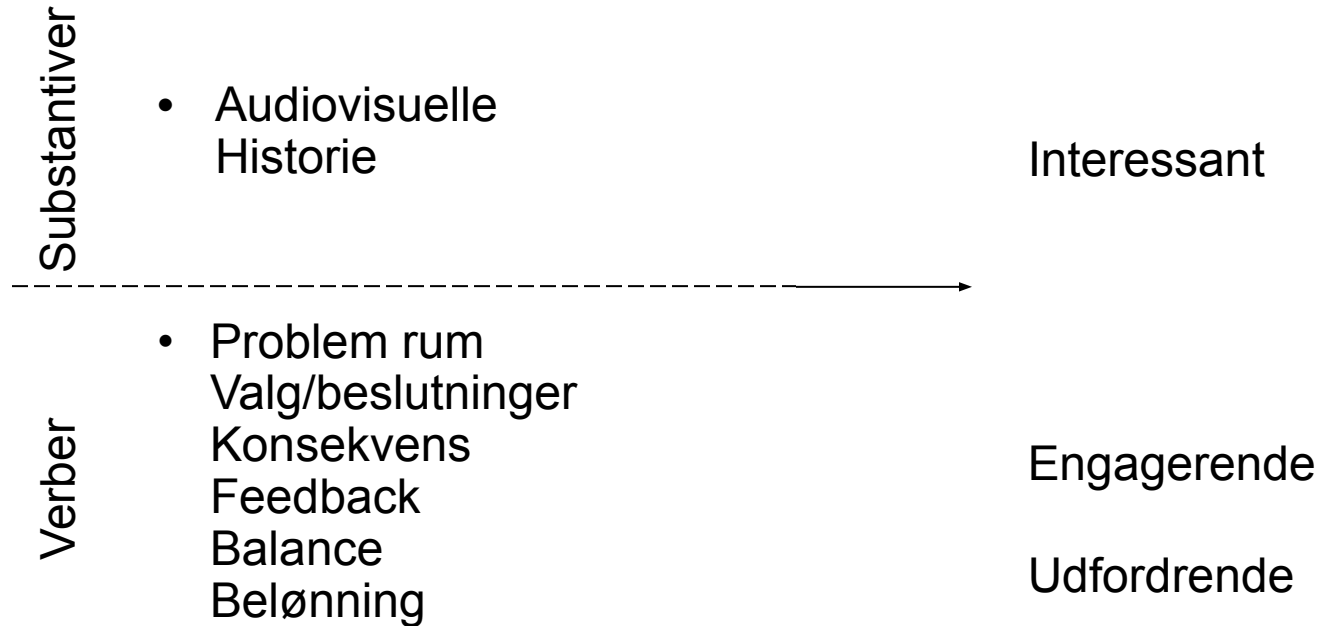 Substantiver
• Audiovisuelle
Historie
Interessant
Verber
• Problem rum
Valg/beslutninger
Konsekvens
Feedback
Balance
Belønning
Engagerende
Udfordrende